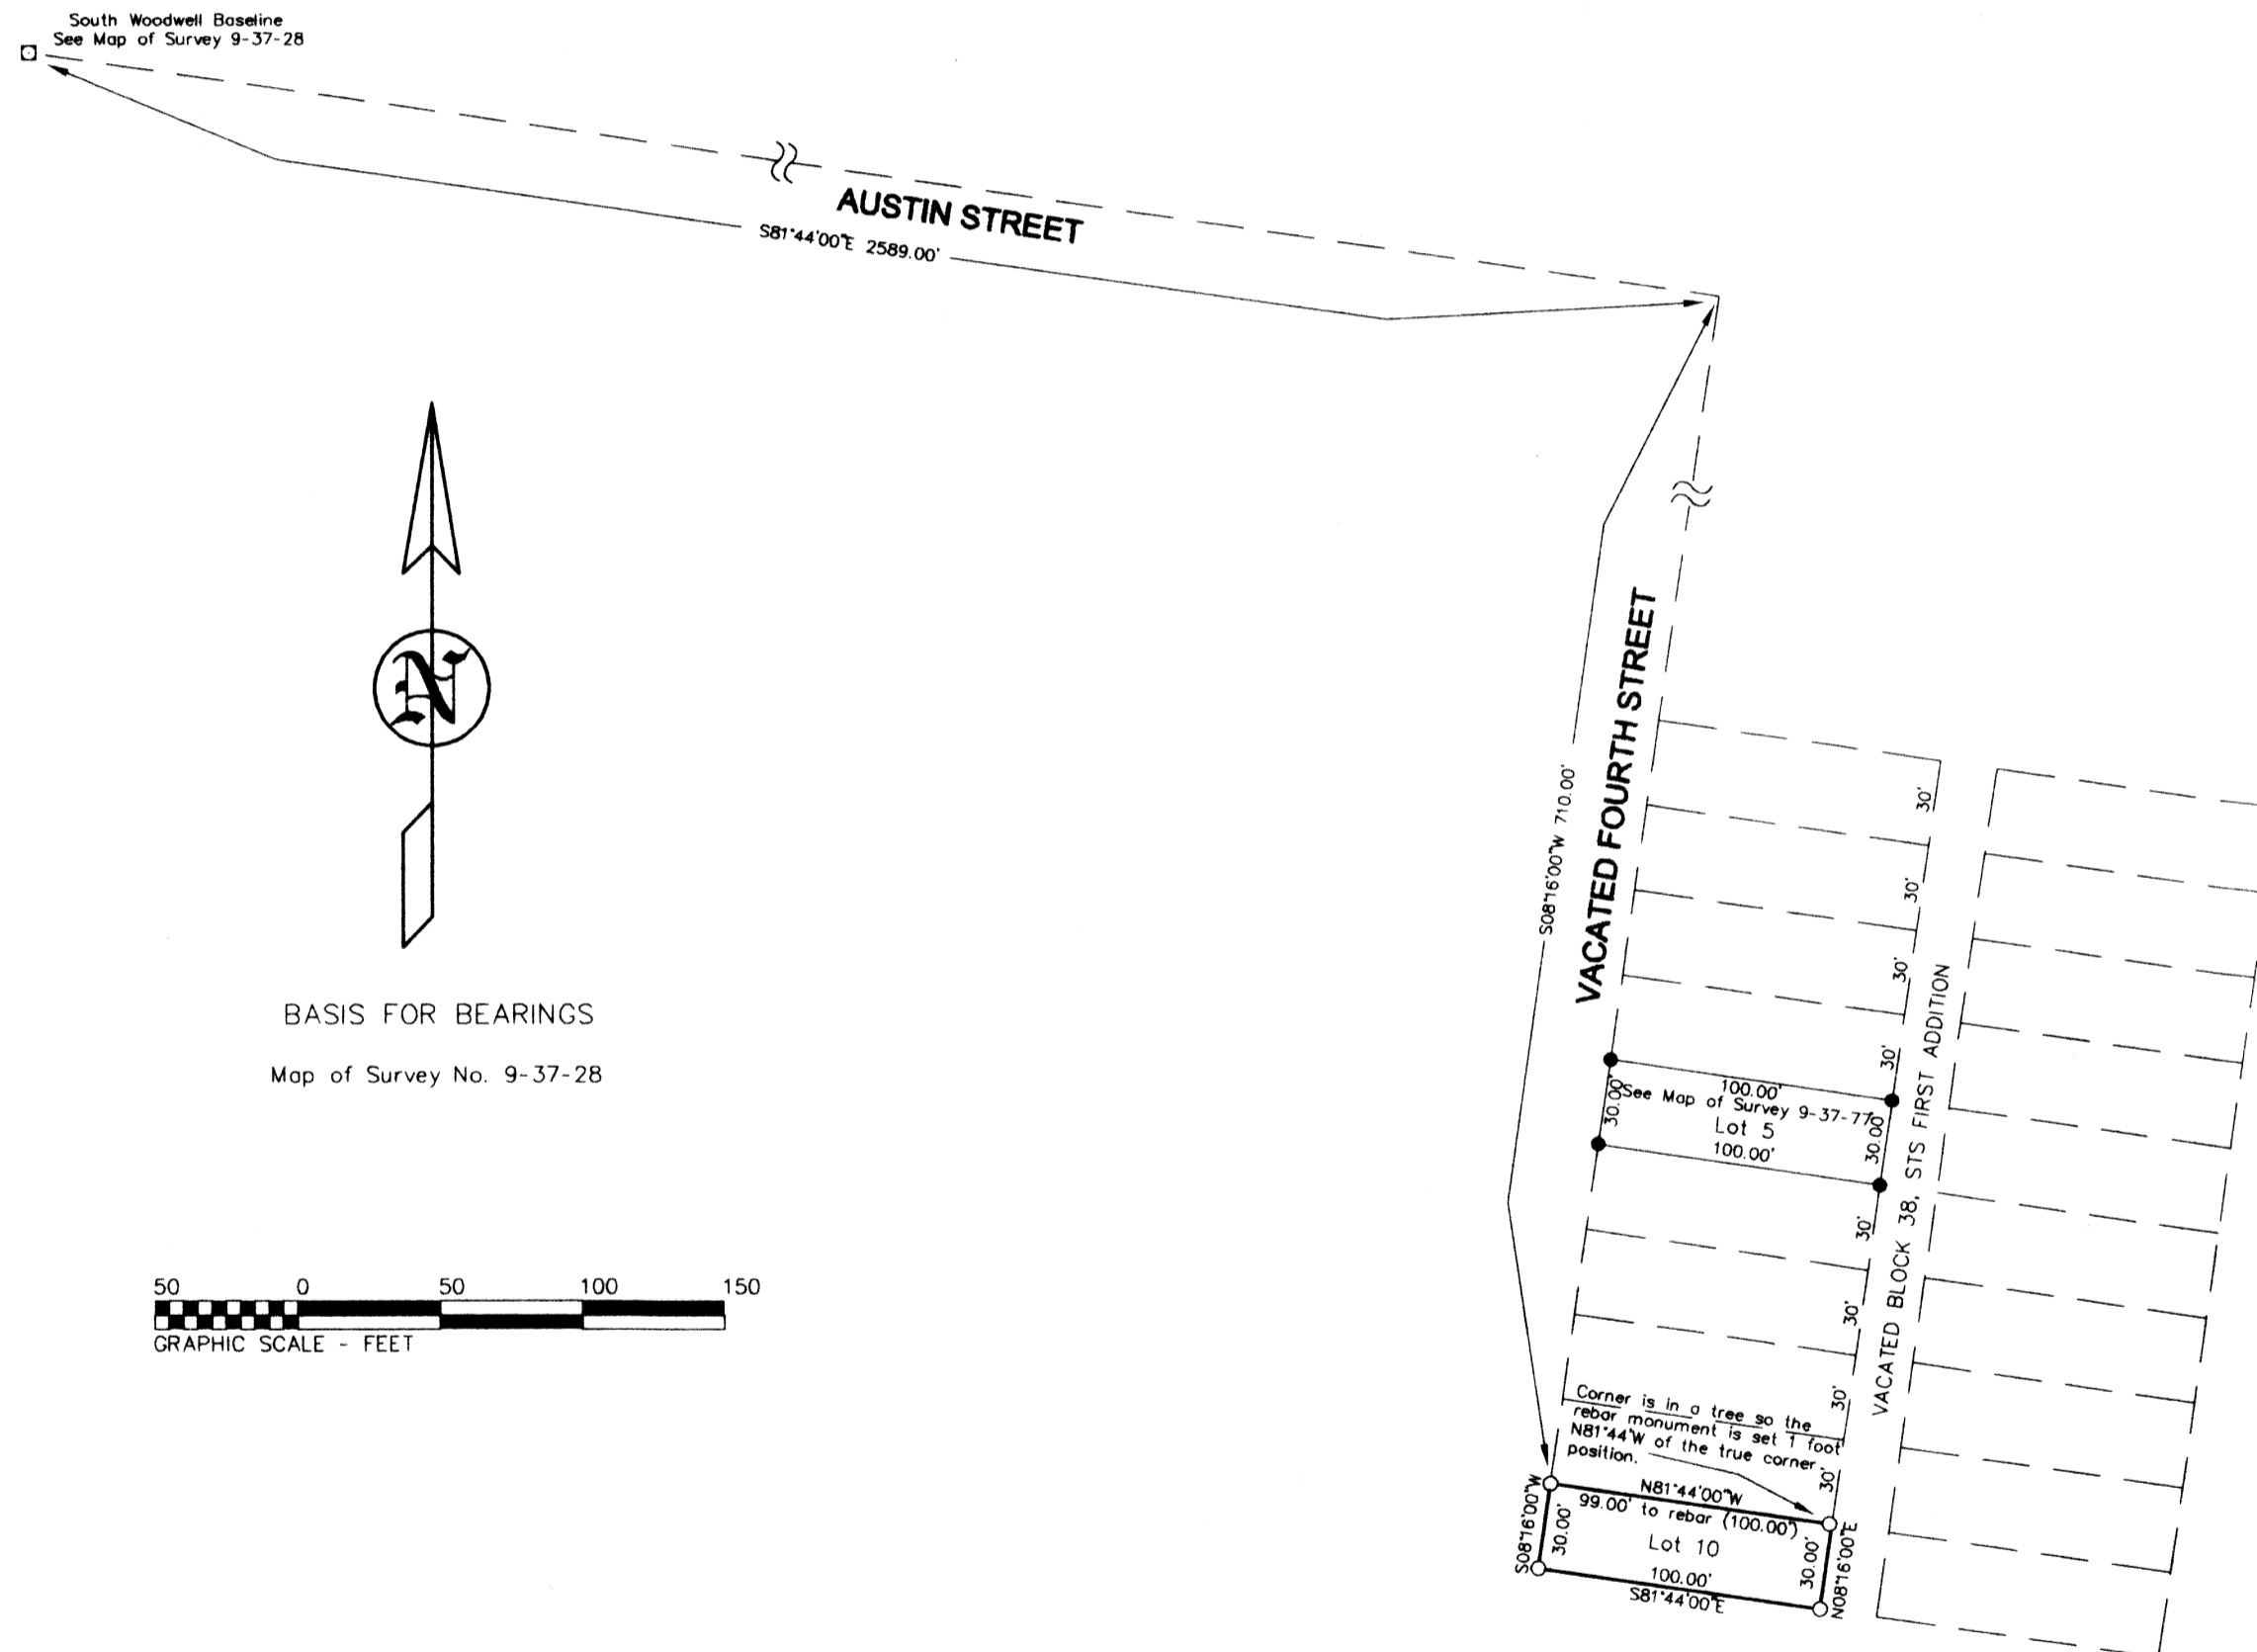 South Woodwell Baseline
See Map of Survey 9-37-28
AUSTIN STREET
S81°44'00"E 2589.00'
N
BASIS FOR BEARINGS
Map of Survey No. 9-37-28
50 0 50 100 150
GRAPHIC SCALE - FEET
S08°16'00"W 710.00'
VACATED FOURTH STREET
30'
30'
30'
30'
100.00'
30.00'
See Map of Survey 9-37-77
Lot 5
30.00'
100.00'
30'
30'
30'
30'
VACATED BLOCK 38, STS FIRST ADDITION
Corner is in a tree so the
rebar monument is set 1 foot
N81°44'W of the true corner
position.
N81°44'00"W
99.00' to rebar (100.00')
Lot 10
S08°16'00"W
30.00'
30.00'
N08°16'00"E
100.00'
S81°44'00"E